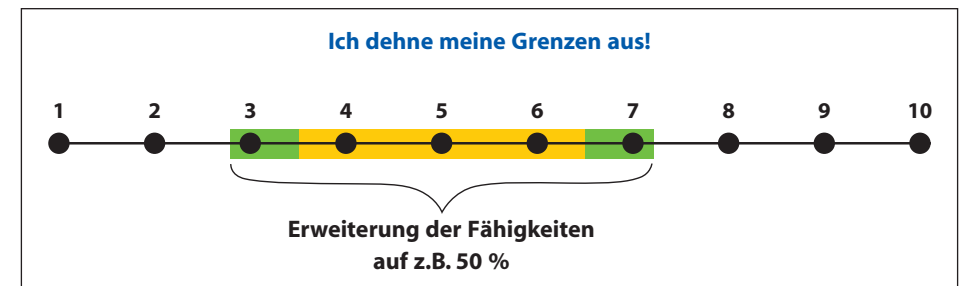 Ich dehne meine Grenzen aus!
1 2 3 4 5 6 7 8 9 10
Erweiterung der Fähigkeiten
auf z.B. 50 %